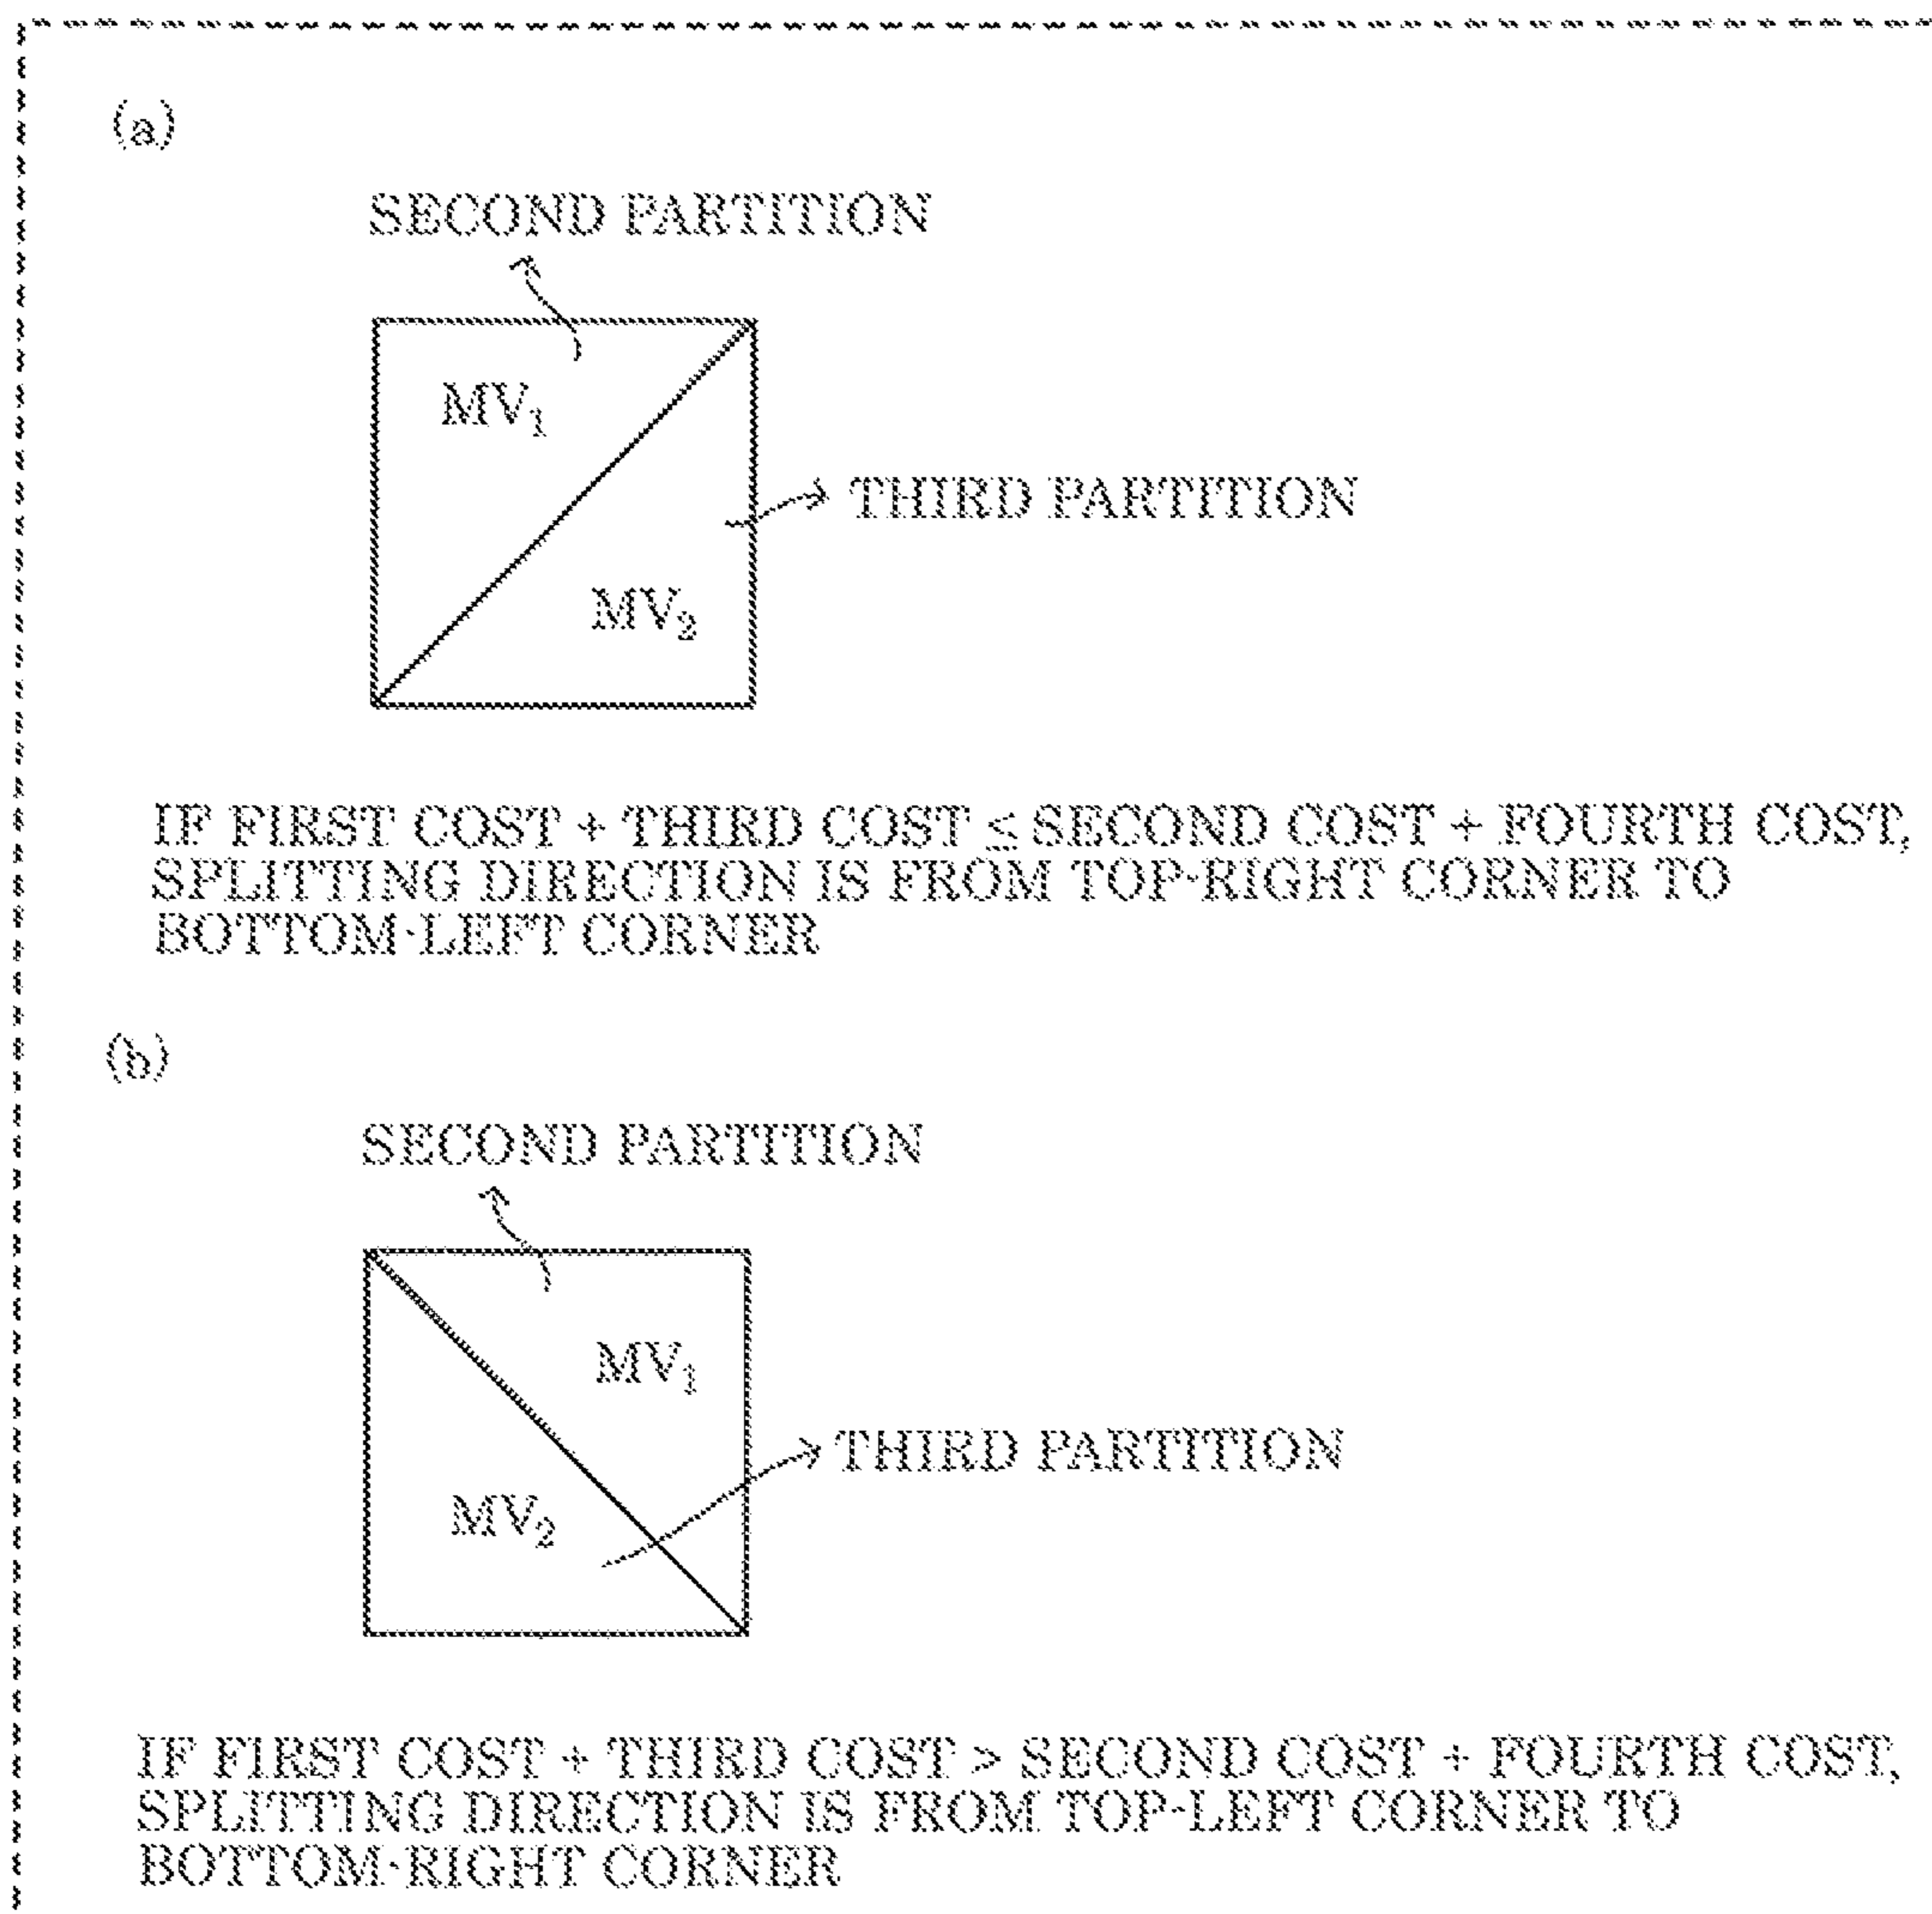 (a)
SECOND PARTITION
MV₁
THIRD PARTITION
MV₂
IF FIRST COST + THIRD COST ≤ SECOND COST + FOURTH COST,
SPLITTING DIRECTION IS FROM TOP-RIGHT CORNER TO
BOTTOM-LEFT CORNER
(b)
SECOND PARTITION
MV₁
THIRD PARTITION
MV₂
IF FIRST COST + THIRD COST > SECOND COST + FOURTH COST,
SPLITTING DIRECTION IS FROM TOP-LEFT CORNER TO
BOTTOM-RIGHT CORNER